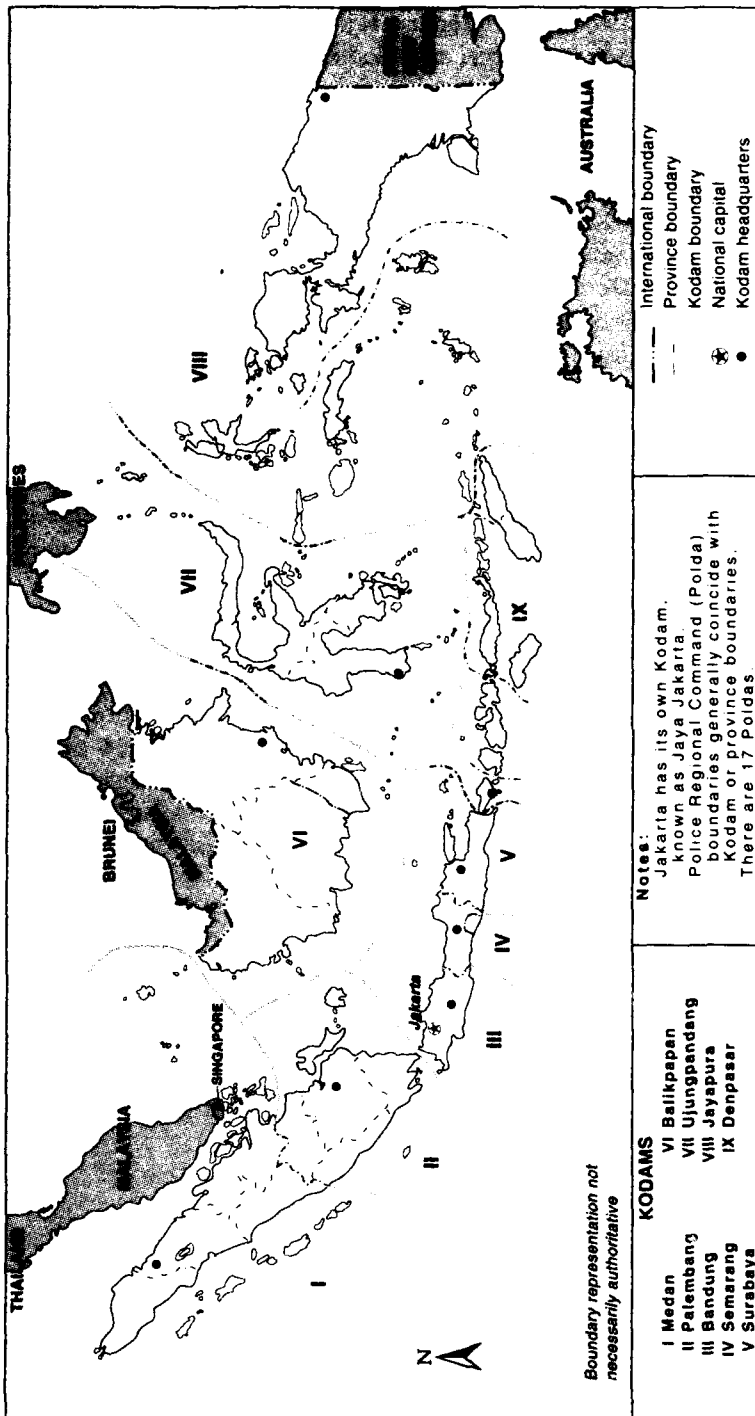 THAILAND
MALAYSIA
SINGAPORE
BRUNEI
PHILIPPINES
AUSTRALIA
I
II
III
IV
V
VI
VII
VIII
IX
Jakarta
N
Boundary representation not
necessarily authoritative
KODAMS
I Medan
II Palembang
III Bandung
IV Semarang
V Surabaya
VI Balikpapan
VII Ujungpandang
VIII Jayapura
IX Denpasar
Notes:
Jakarta has its own Kodam.
known as Jaya Jakarta.
Police Regional Command (Polda)
boundaries generally coincide with
Kodam or province boundaries.
There are 17 Poldas.
International boundary
Province boundary
Kodam boundary
National capital
Kodam headquarters